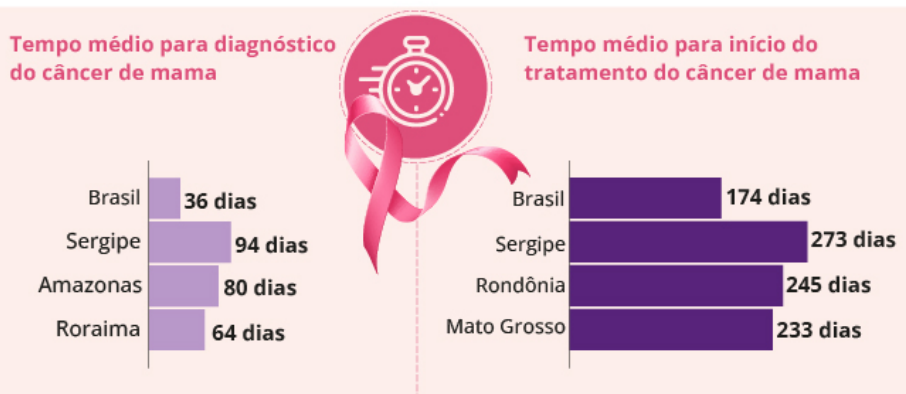 Tempo médio para diagnóstico
do câncer de mama
Brasil 36 dias
Sergipe 94 dias
Amazonas 80 dias
Roraima 64 dias
Tempo médio para início do
tratamento do câncer de mama
Brasil 174 dias
Sergipe 273 dias
Rondônia 245 dias
Mato Grosso 233 dias